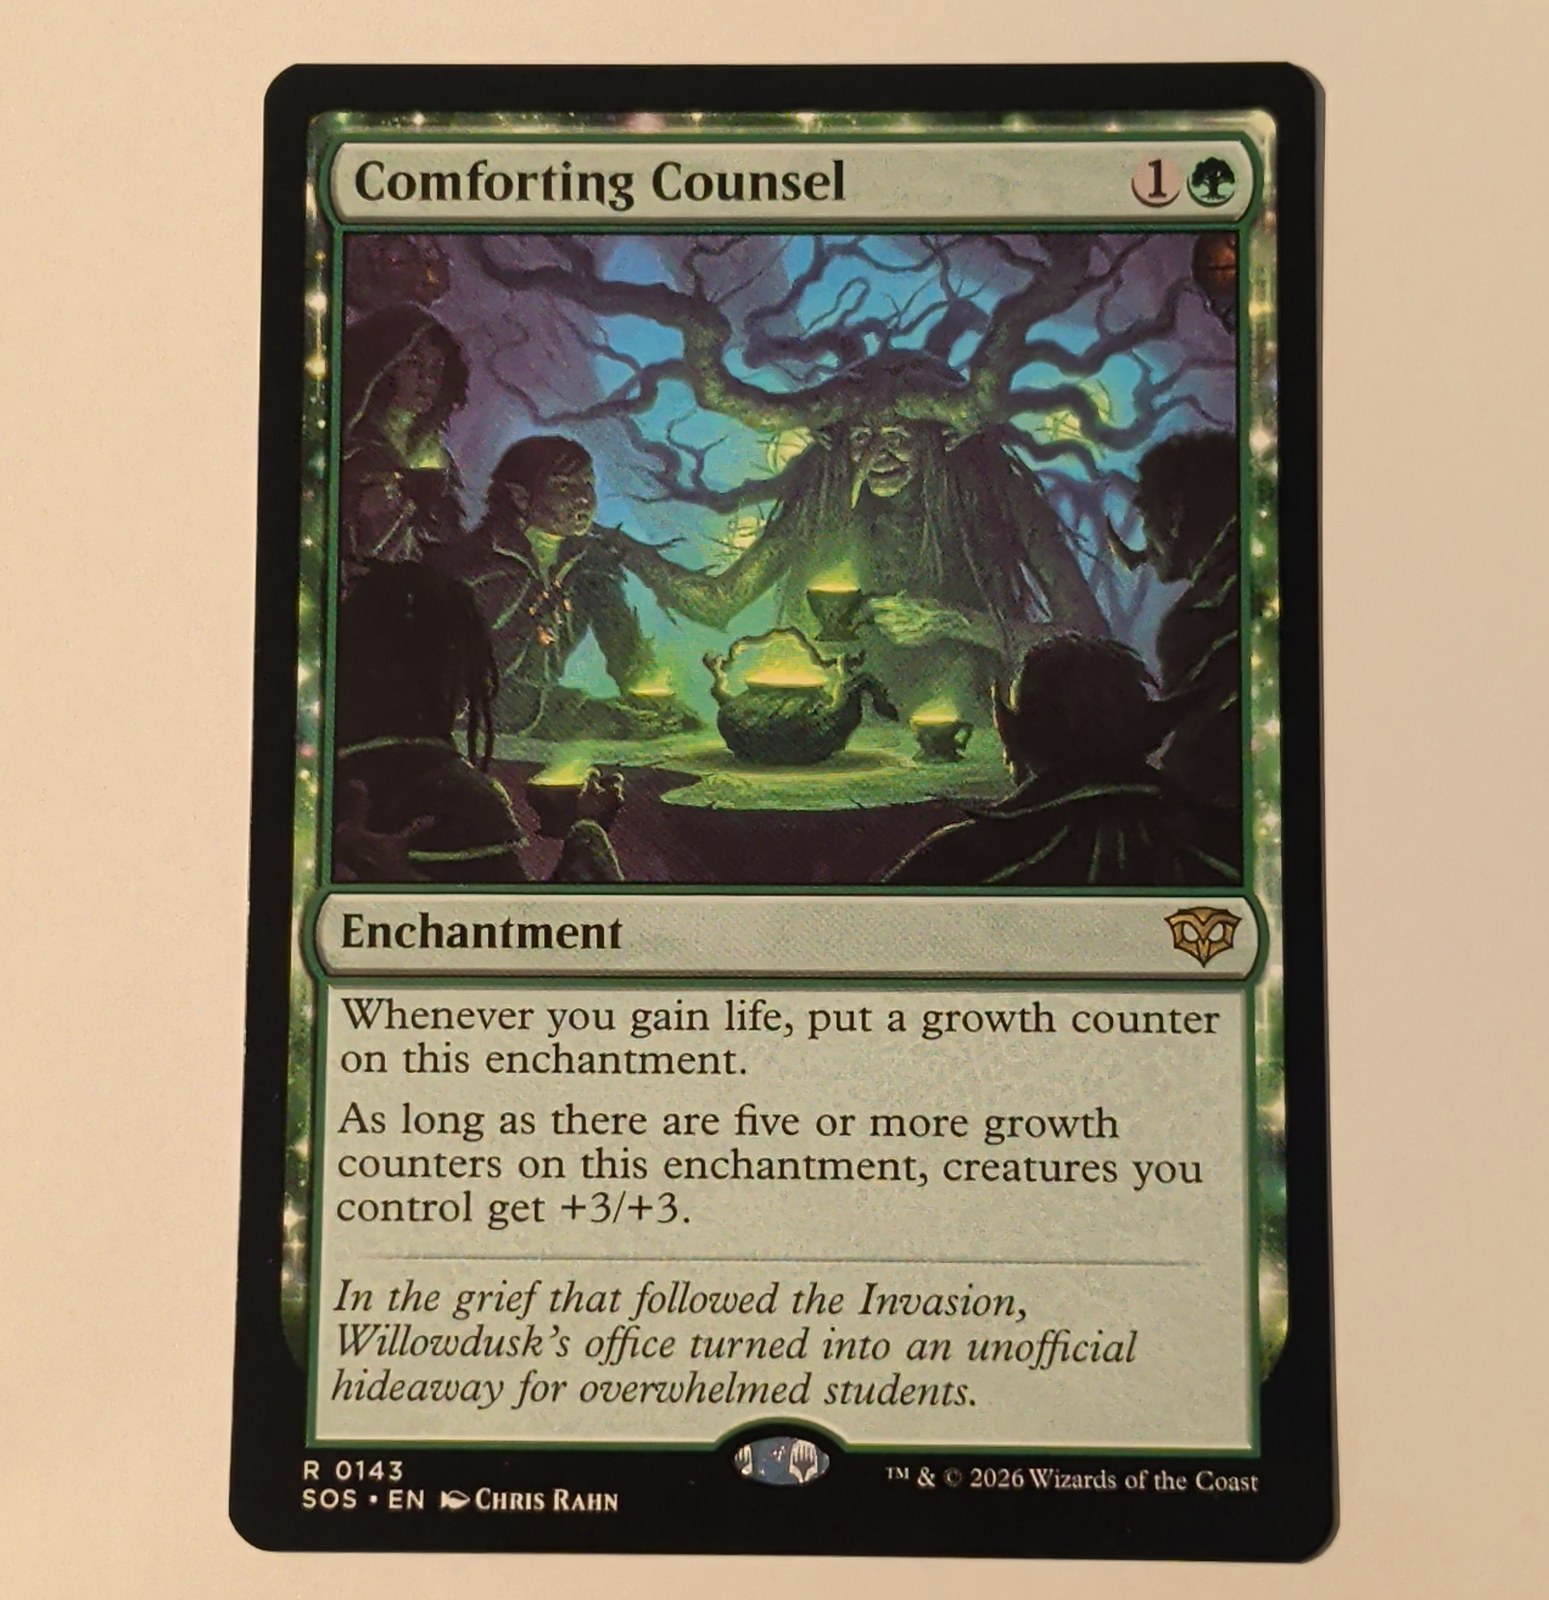 Comforting Counsel 1
Enchantment
Whenever you gain life, put a growth counter
on this enchantment.
As long as there are five or more growth
counters on this enchantment, creatures you
control get +3/+3.
In the grief that followed the Invasion,
Willowdusk's office turned into an unofficial
hideaway for overwhelmed students.
R 0143
SOS • EN CHRIS RAHN
™ & © 2026 Wizards of the Coast